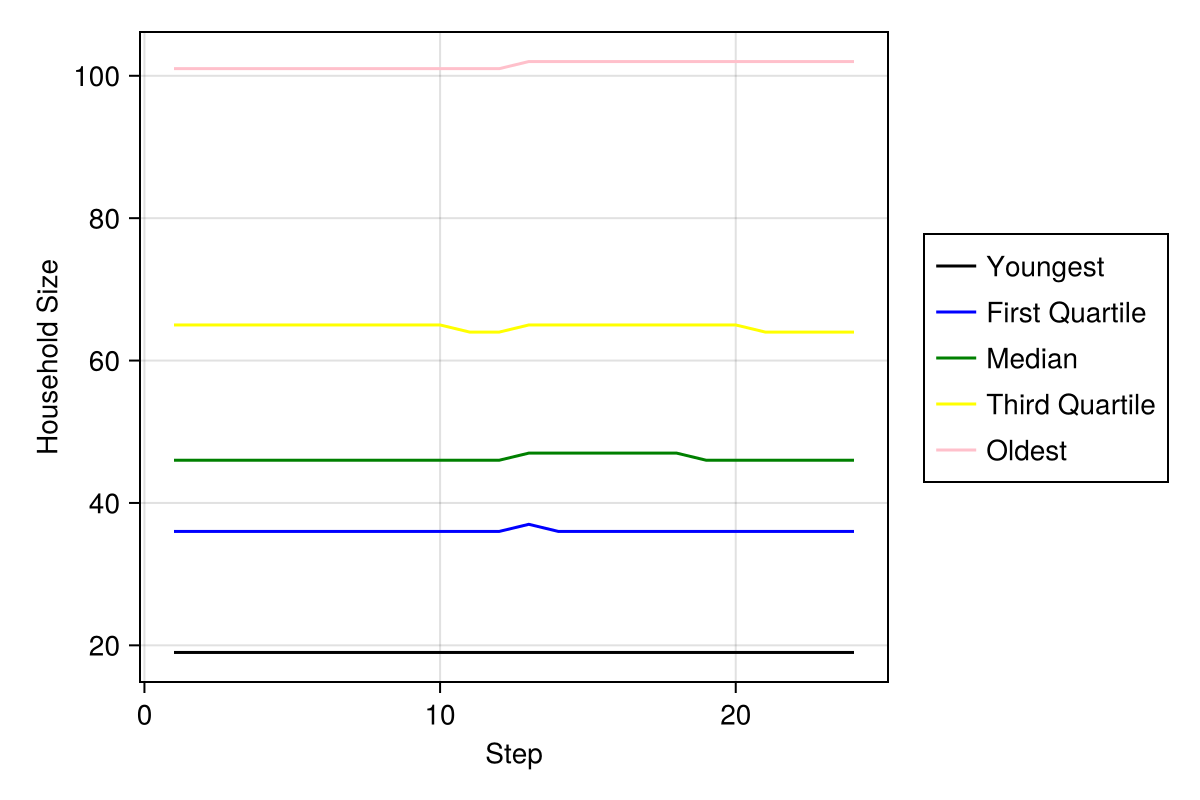 100
80
60
40
20
Household Size
0
10
20
Step
Youngest
First Quartile
Median
Third Quartile
Oldest